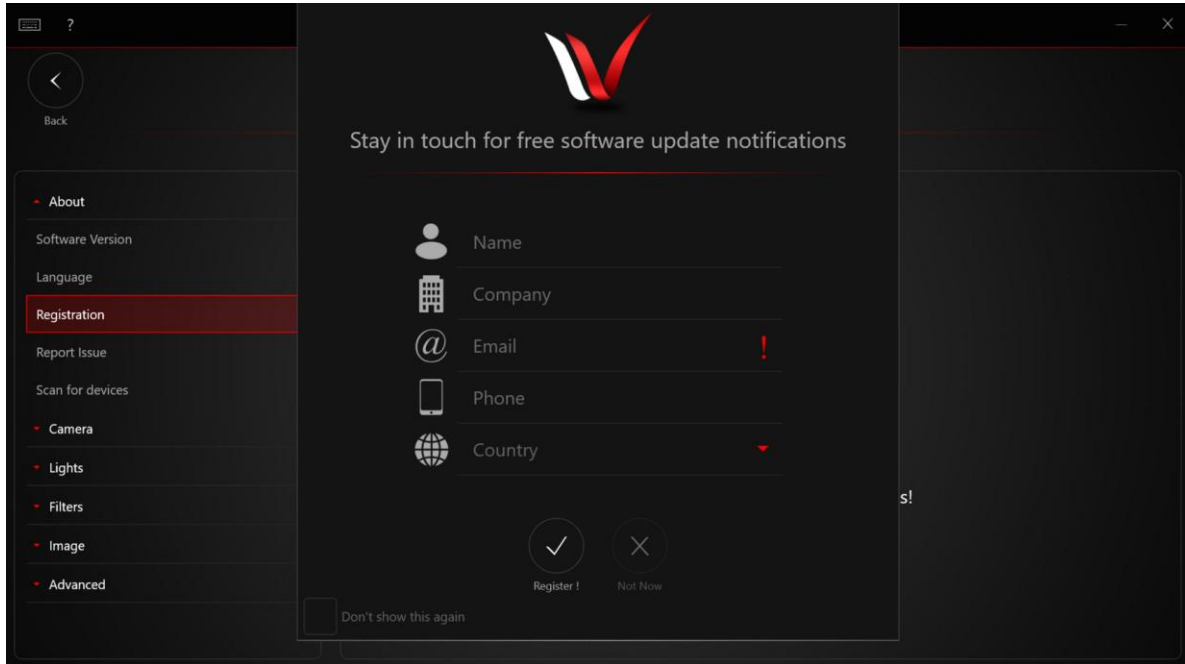 ?
Back
Stay in touch for free software update notifications
About
Software Version
Language
Registration
Report Issue
Scan for devices
Camera
Lights
Filters
Image
Advanced
Name
Company
@ Email !
Phone
Country
s!
Register !
Not Now
Don't show this again